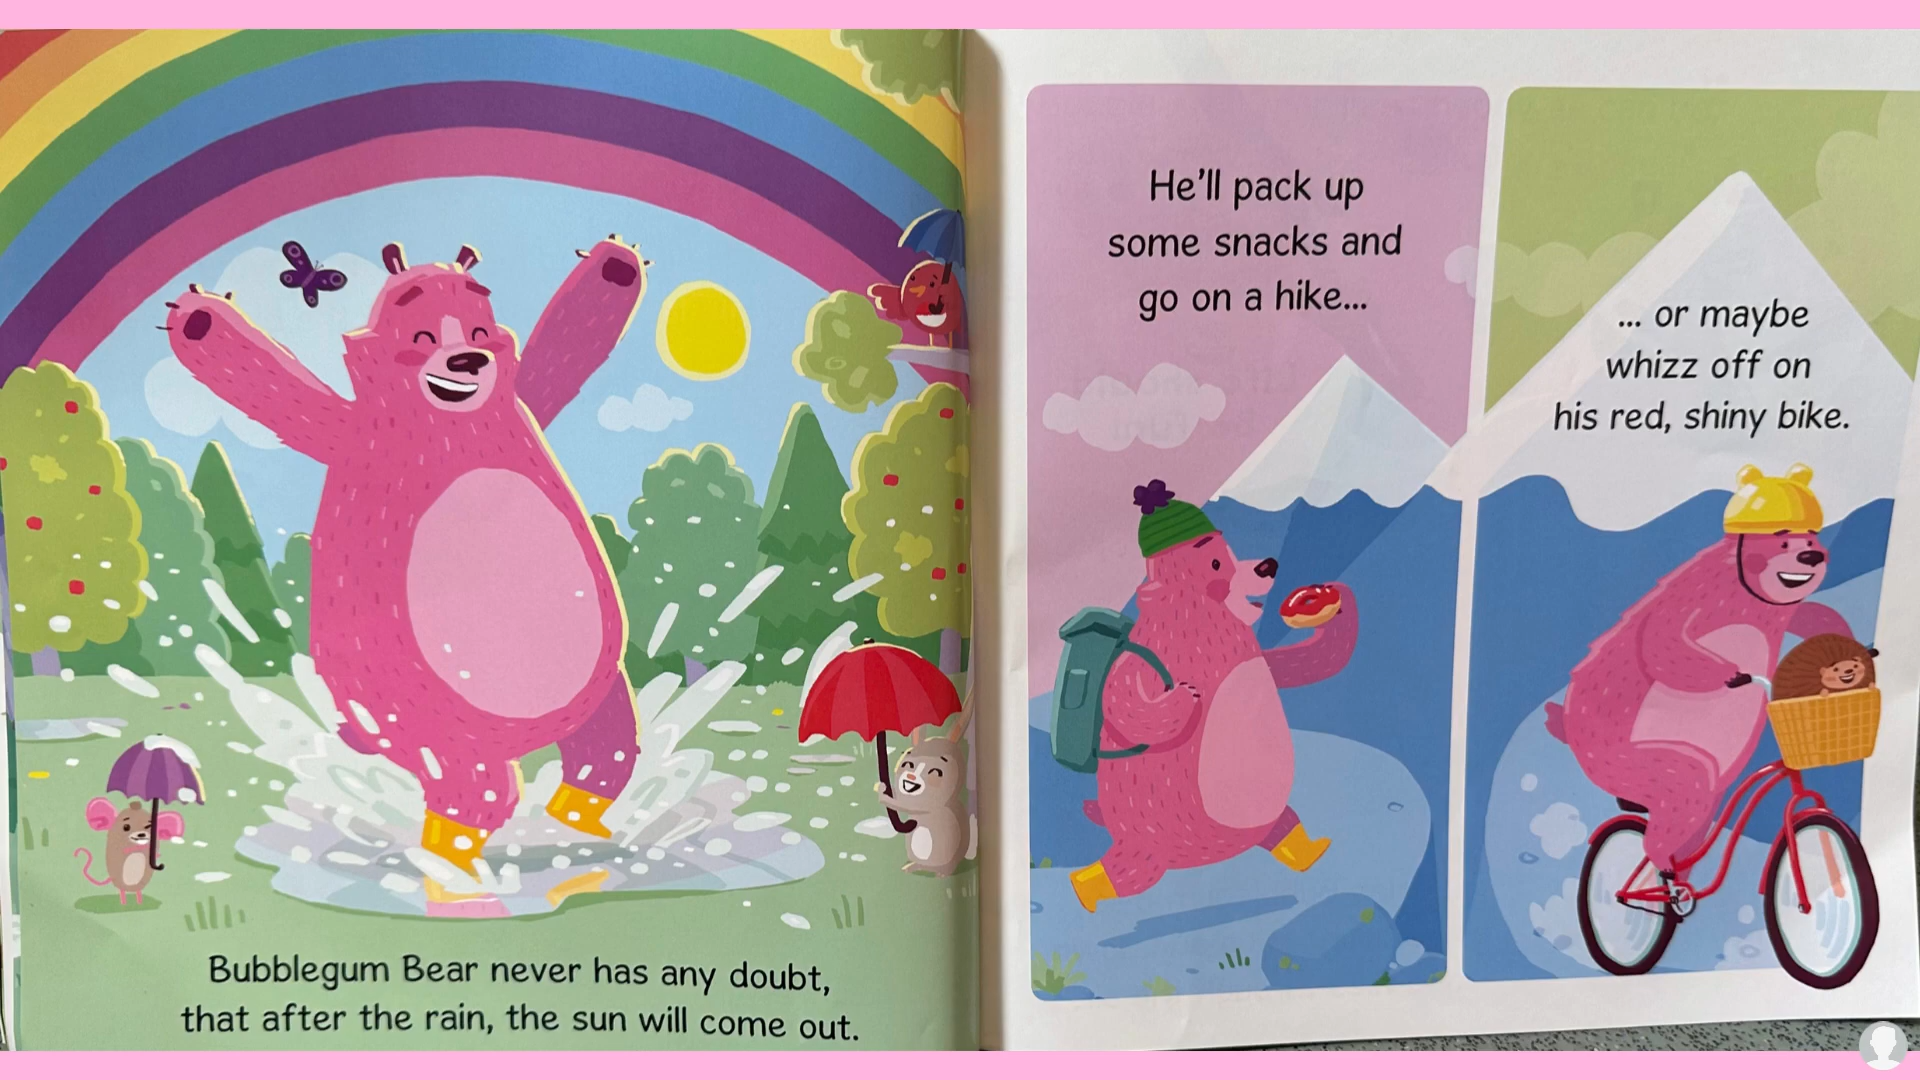 Bubblegum Bear never has any doubt,
that after the rain, the sun will come out.
He'll pack up
some snacks and
go on a hike...
... or maybe
whizz off on
his red, shiny bike.